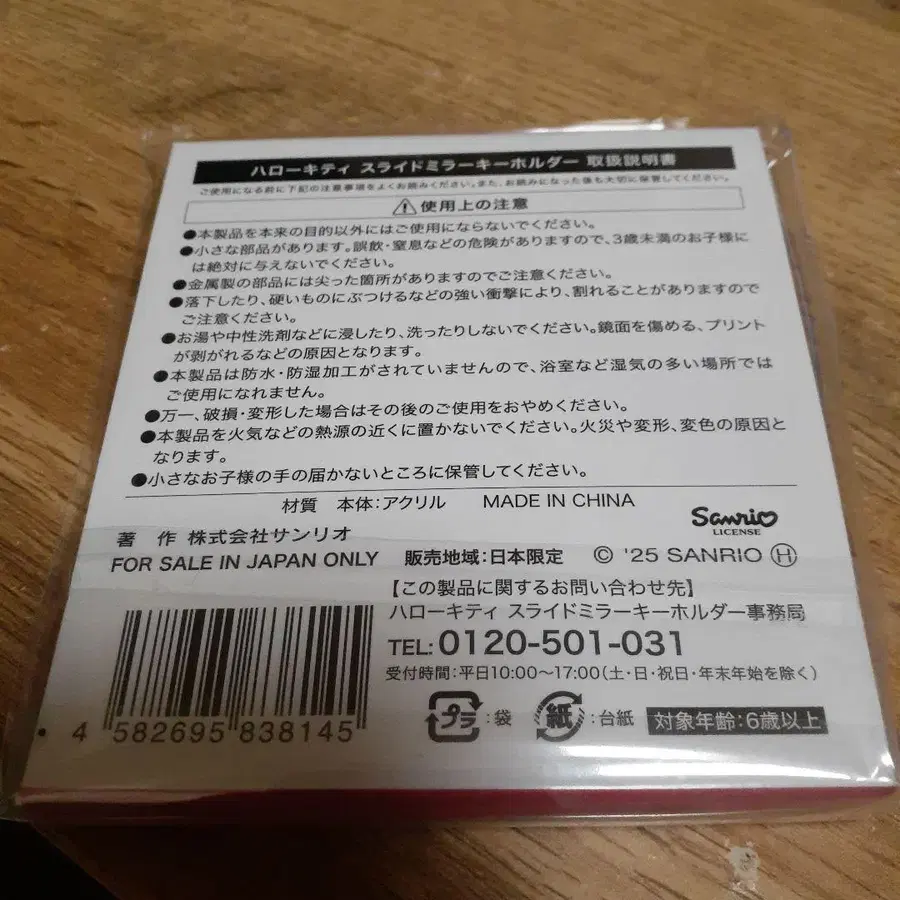 ハローキティ スライドミラーキーホルダー 取扱説明書
ご使用になる前に下記の注意事項をよくお読みください。また、お読みになった後も大切に保管してください。
使用上の注意
●本製品を本来の目的以外にはご使用にならないでください。
●小さな部品があります。誤飲・窒息などの危険がありますので、3歳未満のお子様に
は絶対に与えないでください。
●金属製の部品には尖った箇所がありますのでご注意ください。
●落下したり、硬いものにぶつけるなどの強い衝撃により、割れることがありますので
ご注意ください。
●お湯や中性洗剤などに浸したり、洗ったりしないでください。鏡面を傷める、プリント
が剥がれるなどの原因となります。
●本製品は防水・防湿加工がされていませんので、浴室など湿気の多い場所では
ご使用になれません。
●万一、破損・変形した場合はその後のご使用をおやめください。
●本製品を火気などの熱源の近くに置かないでください。火災や変形、変色の原因と
なります。
●小さなお子様の手の届かないところに保管してください。
材質 本体:アクリル MADE IN CHINA
Sanrio
LICENSE
著 作 株式会社サンリオ
FOR SALE IN JAPAN ONLY 販売地域:日本限定 © '25 SANRIO Ⓗ
【この製品に関するお問い合わせ先】
ハローキティ スライドミラーキーホルダー事務局
TEL: 0120-501-031
受付時間:平日10:00〜17:00(土・日・祝日・年末年始を除く)
プラ:袋 紙:台紙 対象年齢:6歳以上
4 582695 838145